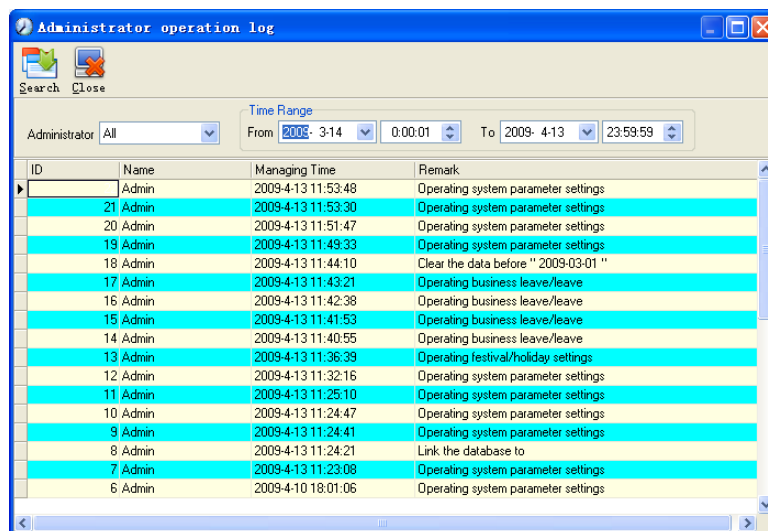 Administrator operation log
Search Close
Time Range
Administrator All From 2009- 3-14 0:00:01 To 2009- 4-13 23:59:59
ID Name Managing Time Remark
Admin 2009-4-13 11:53:48 Operating system parameter settings
21 Admin 2009-4-13 11:53:30 Operating system parameter settings
20 Admin 2009-4-13 11:51:47 Operating system parameter settings
19 Admin 2009-4-13 11:49:33 Operating system parameter settings
18 Admin 2009-4-13 11:44:10 Clear the data before " 2009-03-01 "
17 Admin 2009-4-13 11:43:21 Operating business leave/leave
16 Admin 2009-4-13 11:42:38 Operating business leave/leave
15 Admin 2009-4-13 11:41:53 Operating business leave/leave
14 Admin 2009-4-13 11:40:55 Operating business leave/leave
13 Admin 2009-4-13 11:36:39 Operating festival/holiday settings
12 Admin 2009-4-13 11:32:16 Operating system parameter settings
11 Admin 2009-4-13 11:25:10 Operating system parameter settings
10 Admin 2009-4-13 11:24:47 Operating system parameter settings
9 Admin 2009-4-13 11:24:41 Operating system parameter settings
8 Admin 2009-4-13 11:24:21 Link the database to
7 Admin 2009-4-13 11:23:08 Operating system parameter settings
6 Admin 2009-4-10 18:01:06 Operating system parameter settings